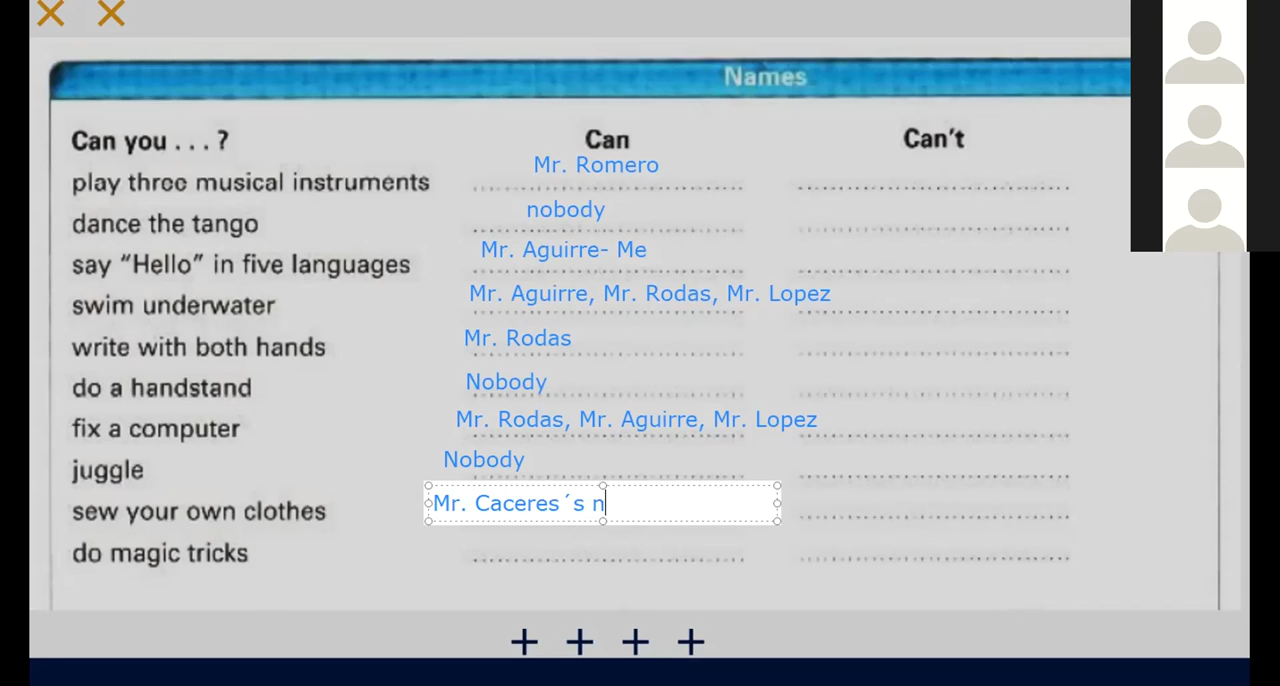 Names
Can you . . . ? Can Can't
play three musical instruments Mr. Romero
dance the tango nobody
say “Hello” in five languages Mr. Aguirre- Me
swim underwater Mr. Aguirre, Mr. Rodas, Mr. Lopez
write with both hands Mr. Rodas
do a handstand Nobody
fix a computer Mr. Rodas, Mr. Aguirre, Mr. Lopez
juggle Nobody
sew your own clothes Mr. Caceres´s n
do magic tricks